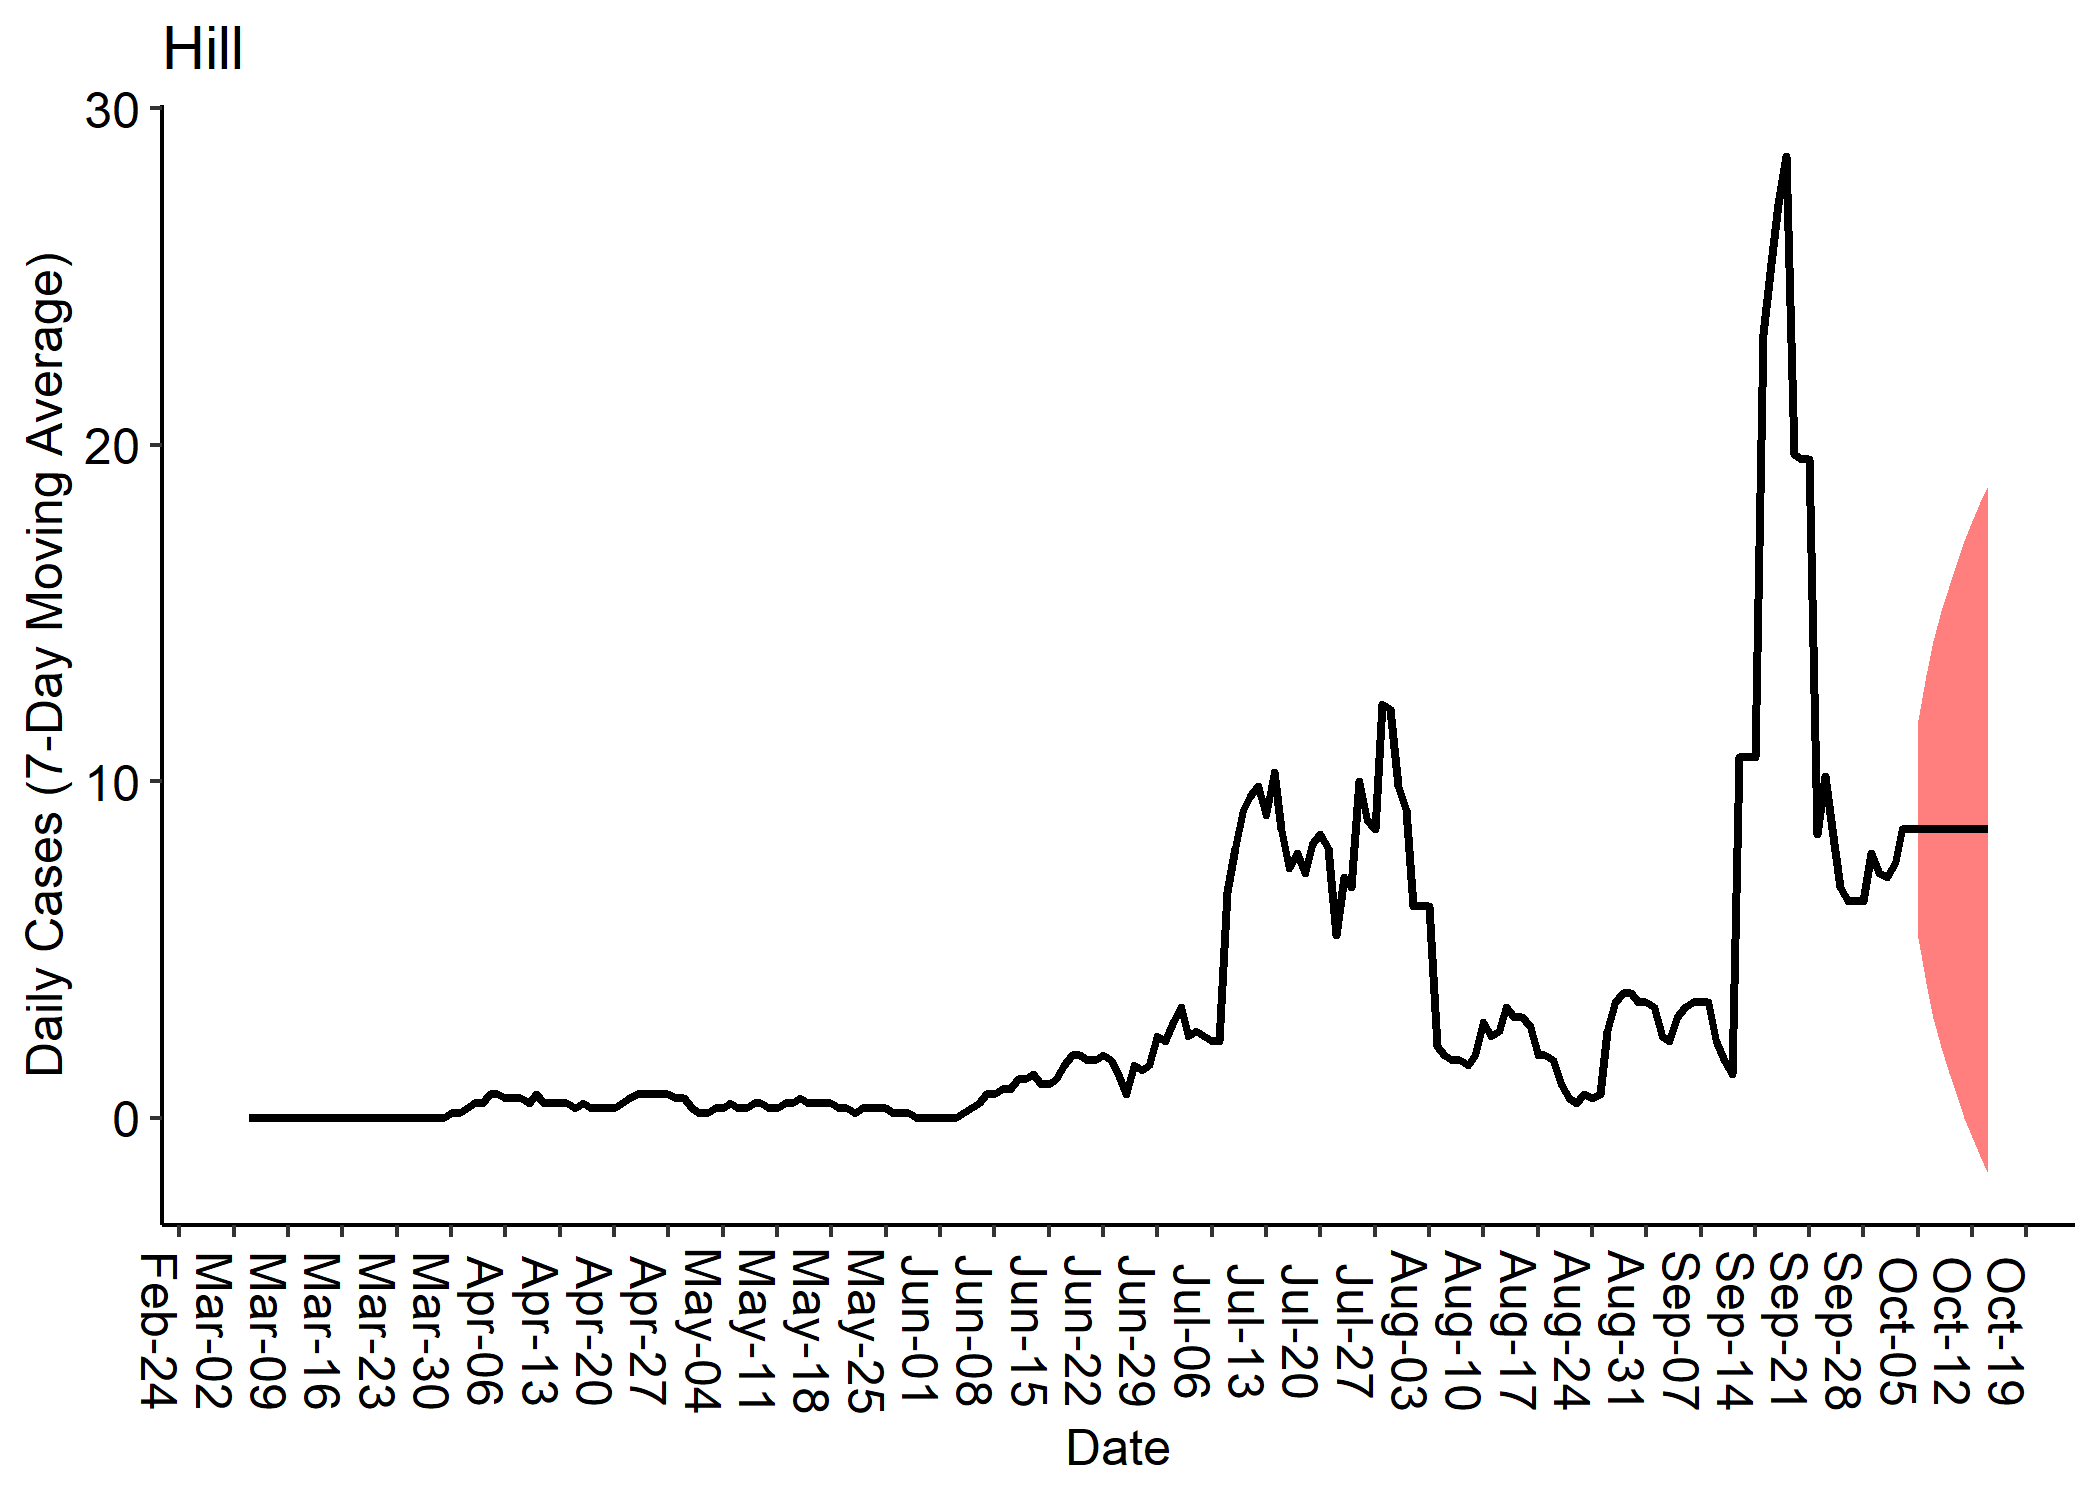 Hill
30
20
10
0
Daily Cases (7-Day Moving Average)
Feb-24
Mar-02
Mar-09
Mar-16
Mar-23
Mar-30
Apr-06
Apr-13
Apr-20
Apr-27
May-04
May-11
May-18
May-25
Jun-01
Jun-08
Jun-15
Jun-22
Jun-29
Jul-06
Jul-13
Jul-20
Jul-27
Aug-03
Aug-10
Aug-17
Aug-24
Aug-31
Sep-07
Sep-14
Sep-21
Sep-28
Oct-05
Oct-12
Oct-19
Date